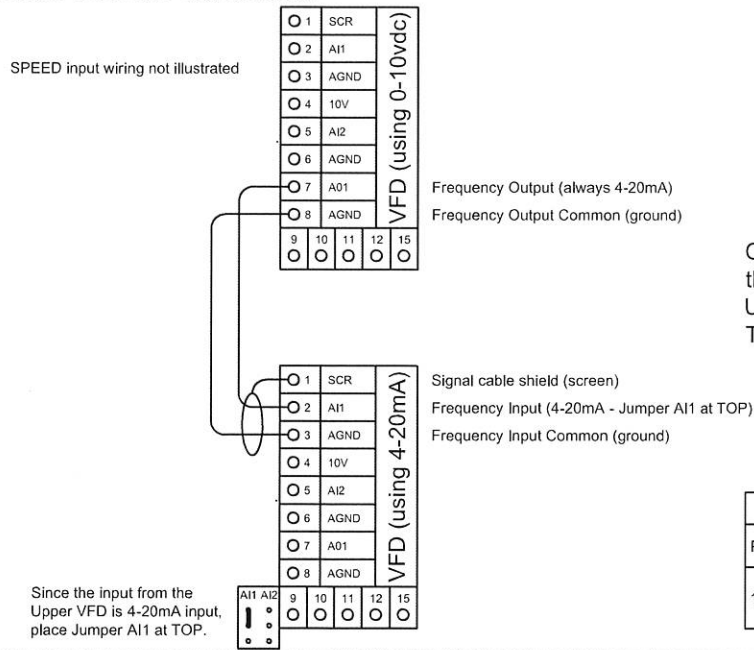 SPEED input wiring not illustrated
1 SCR
2 AI1
3 AGND
4 10V
5 AI2
6 AGND
7 A01
8 AGND
VFD (using 0-10vdc)
9 10 11 12 15
Frequency Output (always 4-20mA)
Frequency Output Common (ground)
1 SCR
2 AI1
3 AGND
4 10V
5 AI2
6 AGND
7 A01
8 AGND
VFD (using 4-20mA)
AI1 AI2
9 10 11 12 15
Signal cable shield (screen)
Frequency Input (4-20mA - Jumper AI1 at TOP)
Frequency Input Common (ground)
Since the input from the
Upper VFD is 4-20mA input,
place Jumper AI1 at TOP.